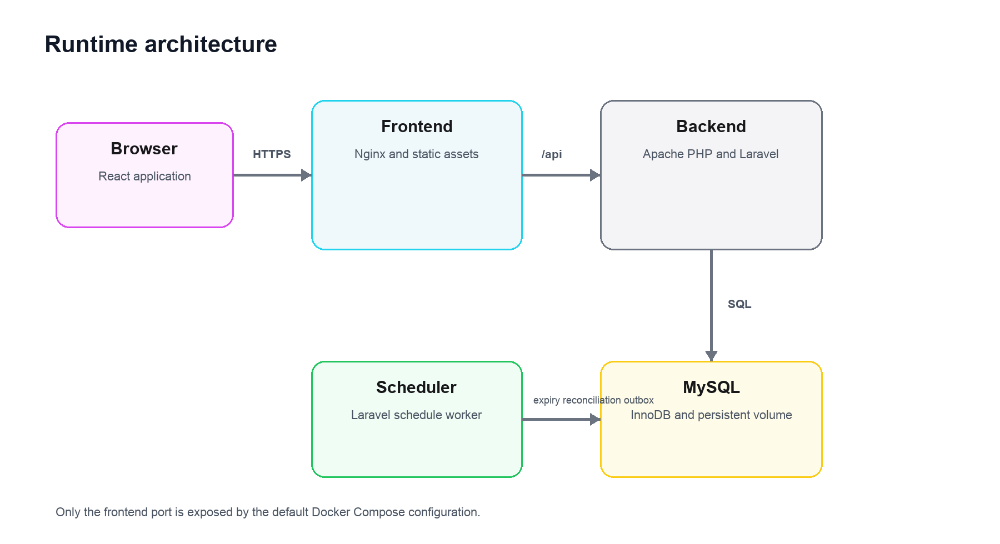 Runtime architecture
Browser
React application
HTTPS
Frontend
Nginx and static assets
/api
Backend
Apache PHP and Laravel
SQL
Scheduler
Laravel schedule worker
expiry reconciliation outbox
MySQL
InnoDB and persistent volume
Only the frontend port is exposed by the default Docker Compose configuration.